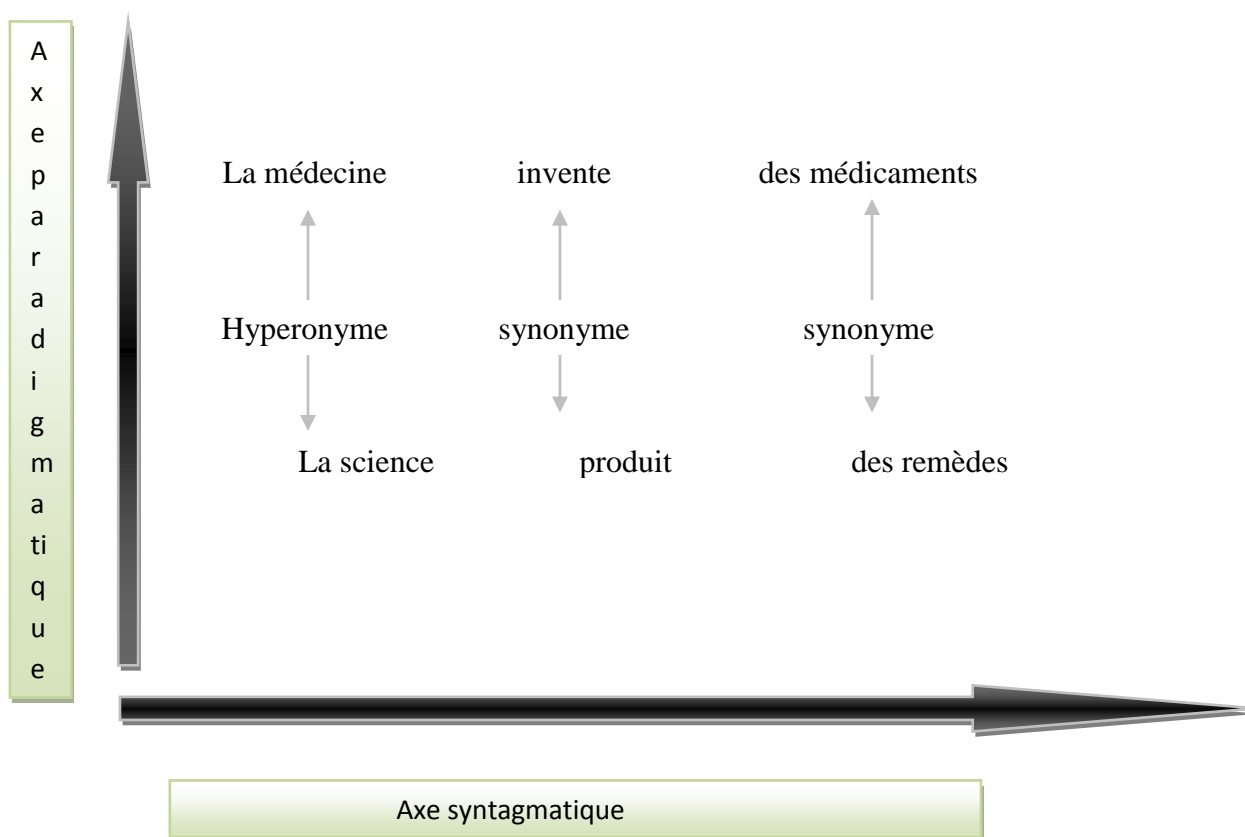 Axe paradigmatique
La médecine invente des médicaments
Hyperonyme synonyme synonyme
La science produit des remèdes
Axe syntagmatique